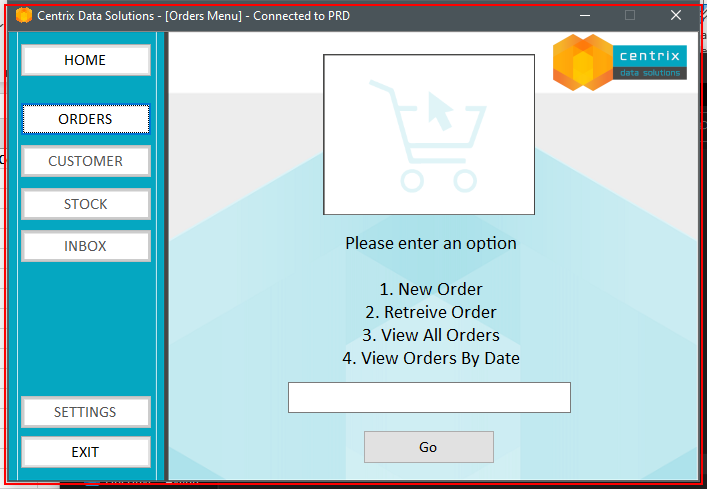 Centrix Data Solutions - [Orders Menu] - Connected to PRD
centrix
data solutions
HOME
ORDERS
CUSTOMER
STOCK
INBOX
SETTINGS
EXIT
Please enter an option
1. New Order
2. Retreive Order
3. View All Orders
4. View Orders By Date
Go